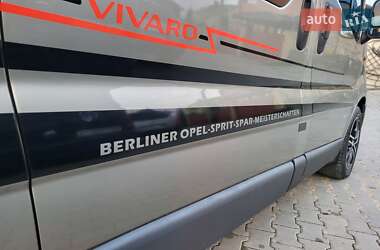 auto
RIA
VIVARO
BERLINER OPEL-SPRIT-SPAR-MEISTERSCHAFTEN